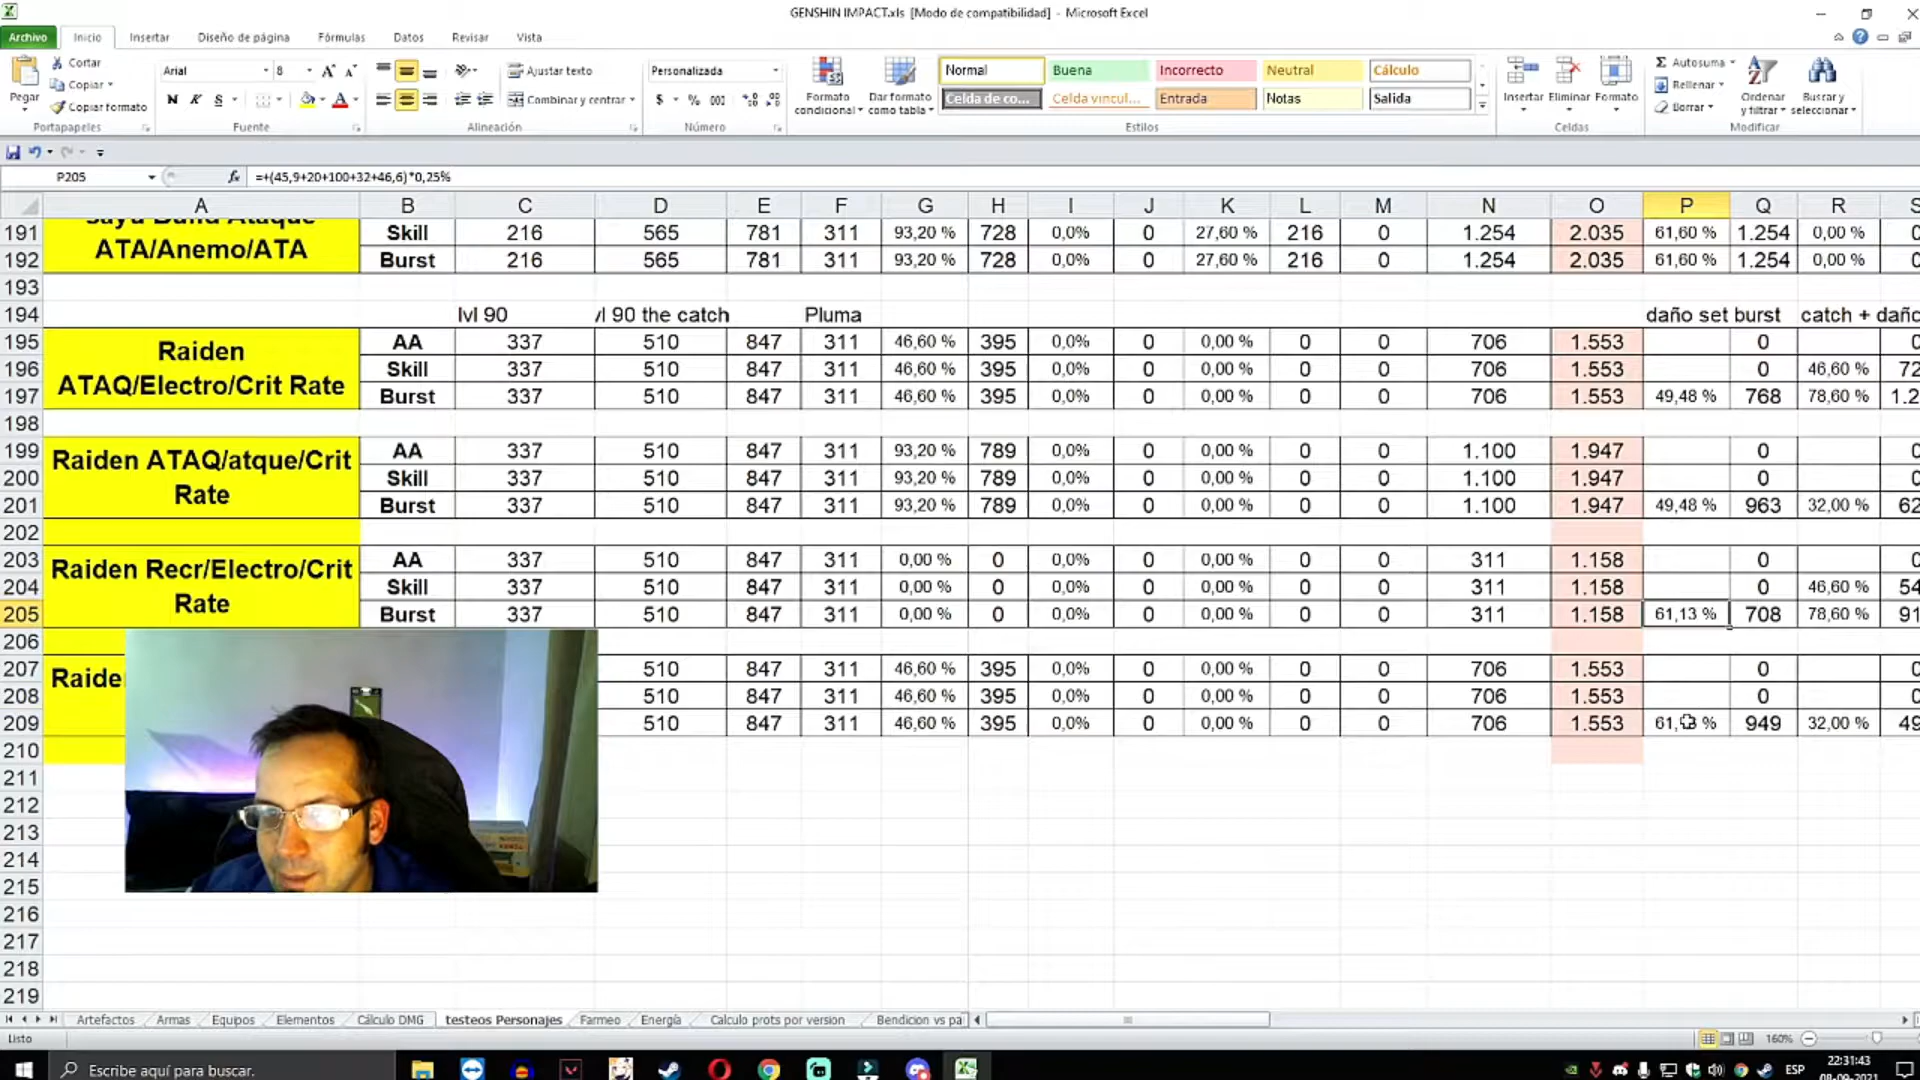 GENSHIN IMPACT.xls [Modo de compatibilidad] - Microsoft Excel
Archivo Inicio Insertar Diseño de página Fórmulas Datos Revisar Vista
Pegar Cortar Copiar Copiar formato Portapapeles
Arial 8 N K S Fuente
Ajustar texto Combinar y centrar Alineación
Personalizada $ % 000 Número
Formato condicional Dar formato como tabla
Normal Buena Incorrecto Neutral Cálculo
Celda de co... Celda vincul... Entrada Notas Salida
Estilos
Insertar Eliminar Formato Celdas
Autosuma Rellenar Borrar Ordenar y filtrar Buscar y seleccionar Modificar
P205 fx =+(45,9+20+100+32+46,6)*0,25%
A B C D E F G H I J K L M N O P Q R S
ATA/Anemo/ATA
191 Skill 216 565 781 311 93,20 % 728 0,0% 0 27,60 % 216 0 1.254 2.035 61,60 % 1.254 0,00 %
192 Burst 216 565 781 311 93,20 % 728 0,0% 0 27,60 % 216 0 1.254 2.035 61,60 % 1.254 0,00 %
193
194 lvl 90 /l 90 the catch Pluma daño set burst catch + daño
Raiden ATAQ/Electro/Crit Rate
195 AA 337 510 847 311 46,60 % 395 0,0% 0 0,00 % 0 0 706 1.553 0
196 Skill 337 510 847 311 46,60 % 395 0,0% 0 0,00 % 0 0 706 1.553 0 46,60 % 72
197 Burst 337 510 847 311 46,60 % 395 0,0% 0 0,00 % 0 0 706 1.553 49,48 % 768 78,60 % 1.2
198
Raiden ATAQ/atque/Crit Rate
199 AA 337 510 847 311 93,20 % 789 0,0% 0 0,00 % 0 0 1.100 1.947 0
200 Skill 337 510 847 311 93,20 % 789 0,0% 0 0,00 % 0 0 1.100 1.947 0
201 Burst 337 510 847 311 93,20 % 789 0,0% 0 0,00 % 0 0 1.100 1.947 49,48 % 963 32,00 % 62
202
Raiden Recr/Electro/Crit Rate
203 AA 337 510 847 311 0,00 % 0 0,0% 0 0,00 % 0 0 311 1.158 0
204 Skill 337 510 847 311 0,00 % 0 0,0% 0 0,00 % 0 0 311 1.158 0 46,60 % 54
205 Burst 337 510 847 311 0,00 % 0 0,0% 0 0,00 % 0 0 311 1.158 61,13 % 708 78,60 % 91
206
207 510 847 311 46,60 % 395 0,0% 0 0,00 % 0 0 706 1.553 0
208 510 847 311 46,60 % 395 0,0% 0 0,00 % 0 0 706 1.553 0
209 510 847 311 46,60 % 395 0,0% 0 0,00 % 0 0 706 1.553 949 32,00 % 49
210
211
212
213
214
215
216
217
218
219
Artefactos Armas Equipos Elementos Cálculo DMG testeos Personajes Farmeo Energía Calculo prots por version Bendicion vs pa
Listo 160%
Escribe aquí para buscar. ESP 22:31:43
08-09-2021